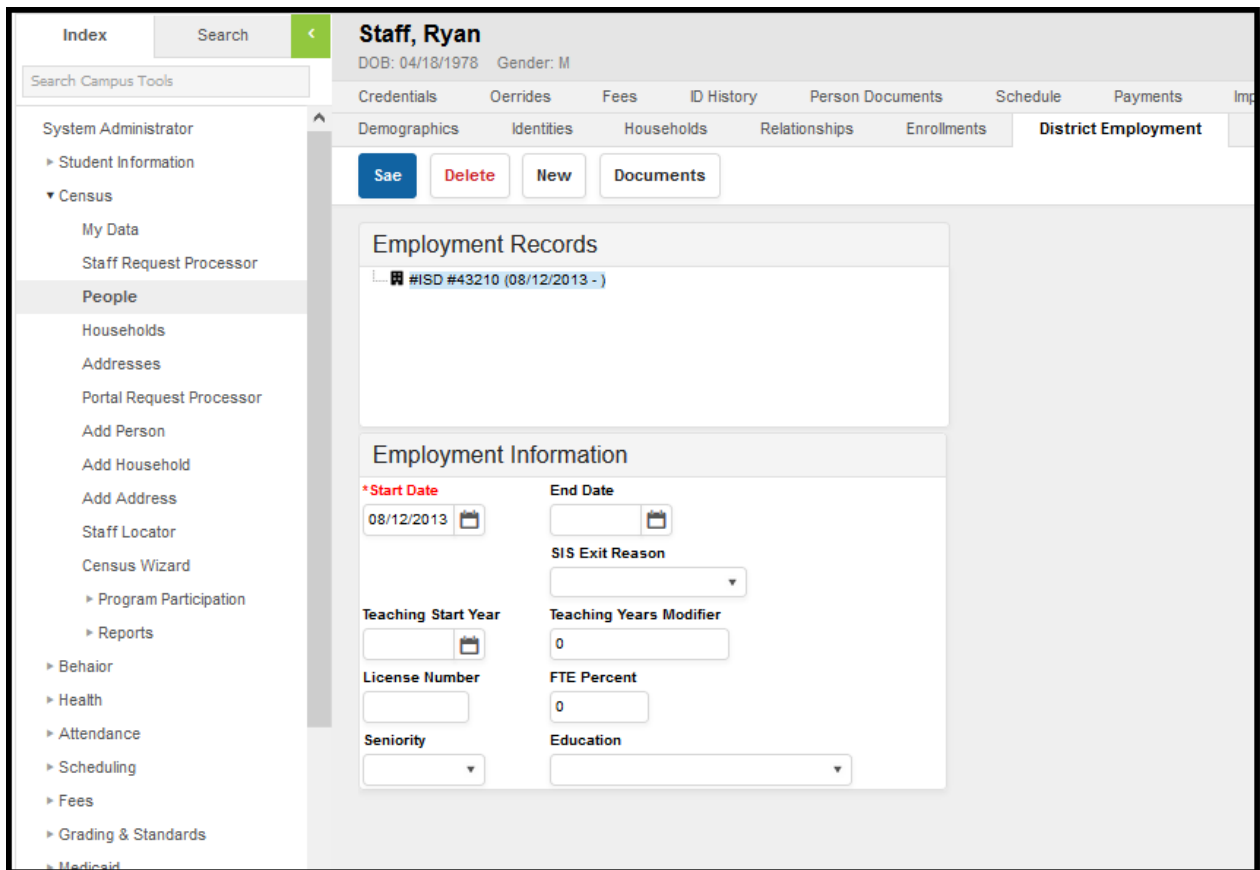 Index Search <
Search Campus Tools
System Administrator
Student Information
Census
My Data
Staff Request Processor
People
Households
Addresses
Portal Request Processor
Add Person
Add Household
Add Address
Staff Locator
Census Wizard
Program Participation
Reports
Behaior
Health
Attendance
Scheduling
Fees
Grading & Standards
Medicaid
Staff, Ryan
DOB: 04/18/1978 Gender: M
Credentials Oerrides Fees ID History Person Documents Schedule Payments Imp
Demographics Identities Households Relationships Enrollments District Employment
Sae Delete New Documents
Employment Records
#ISD #43210 (08/12/2013 - )
Employment Information
*Start Date End Date
08/12/2013
SIS Exit Reason
Teaching Start Year Teaching Years Modifier
0
License Number FTE Percent
0
Seniority Education